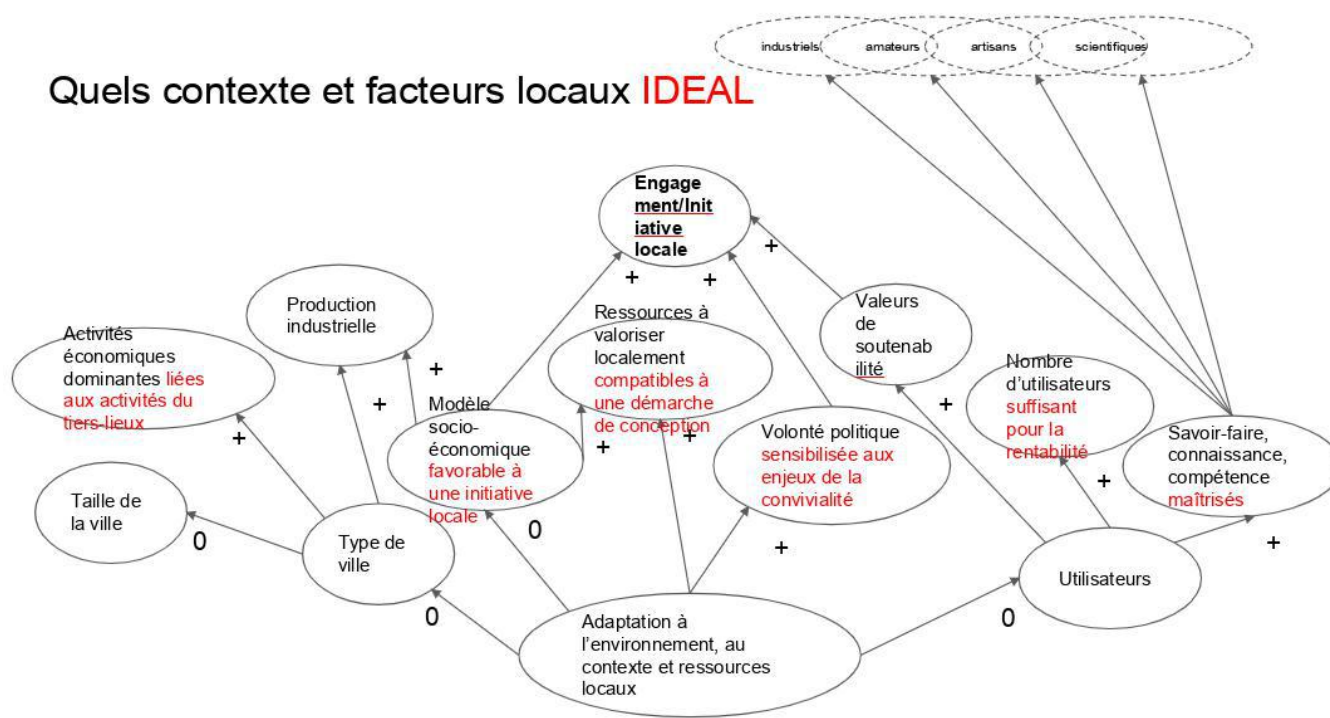 industriels
amateurs
artisans
scientifiques
Quels contexte et facteurs locaux IDEAL
Engage
ment/Init
iative
locale
+
+
+
Production
industrielle
Activités
économiques
dominantes liées
aux activités du
tiers-lieux
+
+
+
Modèle
socio-
économique
favorable à
une initiative
locale
Ressources à
valoriser
localement
compatibles à
une démarche
de conception
+
+
Valeurs
de
soutenab
ilité
+
Volonté politique
sensibilisée aux
enjeux de la
convivialité
Nombre
d'utilisateurs
suffisant
pour la
rentabilité
+
Savoir-faire,
connaissance,
compétence
maîtrisés
+
Taille de
la ville
0
Type de
ville
0
0
+
Adaptation à
l'environnement, au
contexte et ressources
locaux
0
Utilisateurs